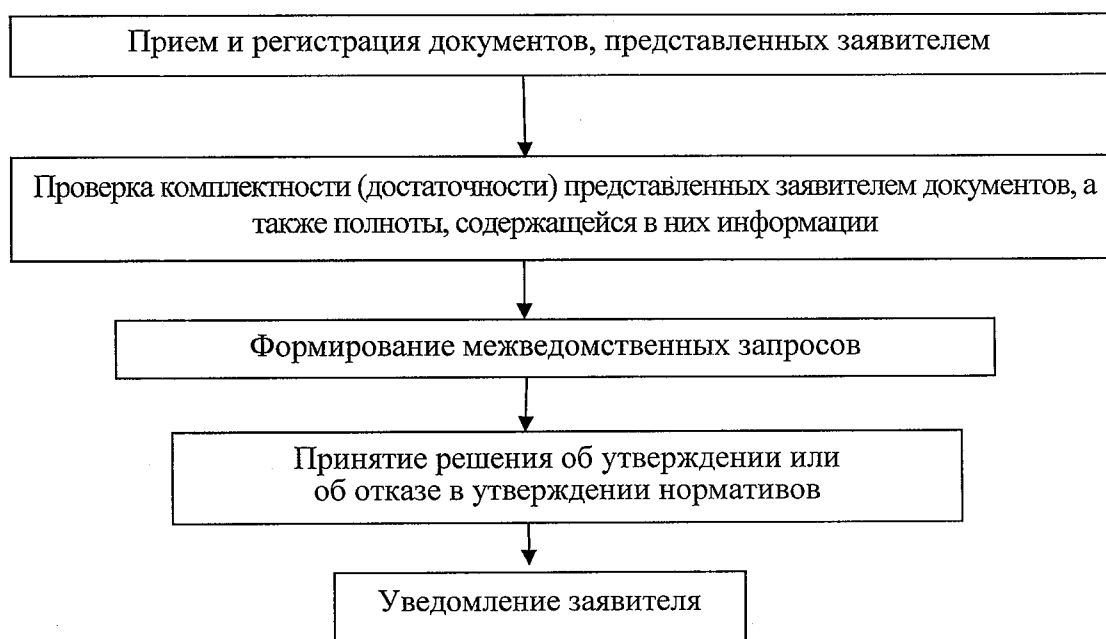 Прием и регистрация документов, представленных заявителем
Проверка комплектности (достаточности) представленных заявителем документов, а
также полноты, содержащейся в них информации
Формирование межведомственных запросов
Принятие решения об утверждении или
об отказе в утверждении нормативов
Уведомление заявителя